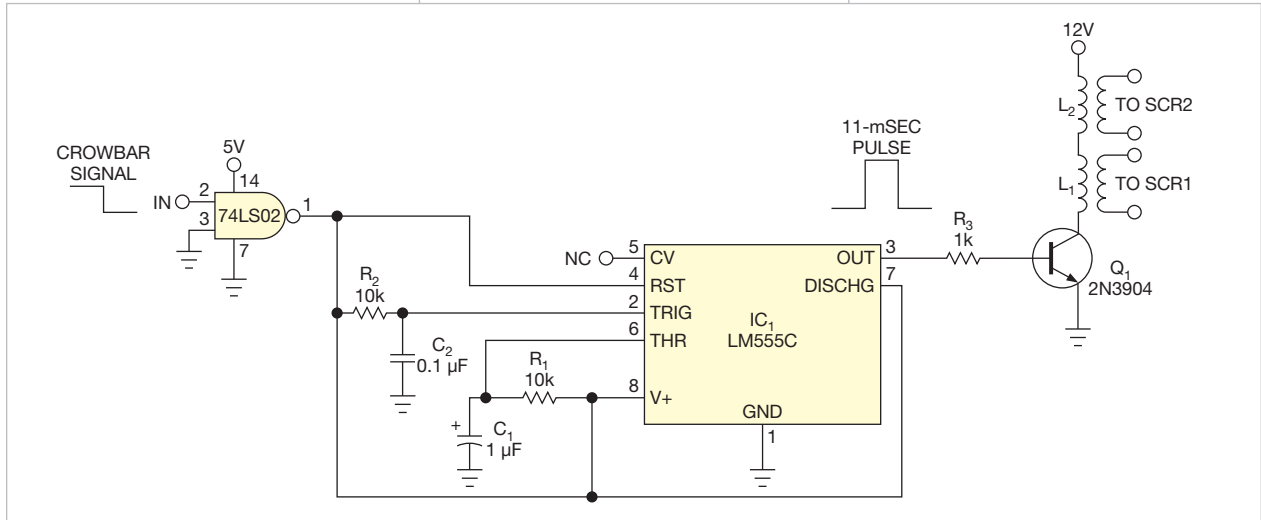 12V
L2
TO SCR2
11-mSEC
PULSE
CROWBAR
SIGNAL
5V
14
L1
TO SCR1
IN
2
3
74LS02
1
7
R3
1k
NC
5
CV
OUT
3
4
RST
DISCHG
7
Q1
2N3904
R2
10k
2
TRIG
IC1
LM555C
6
THR
C2
0.1 µF
R1
10k
8
V+
GND
1
+
C1
1 µF